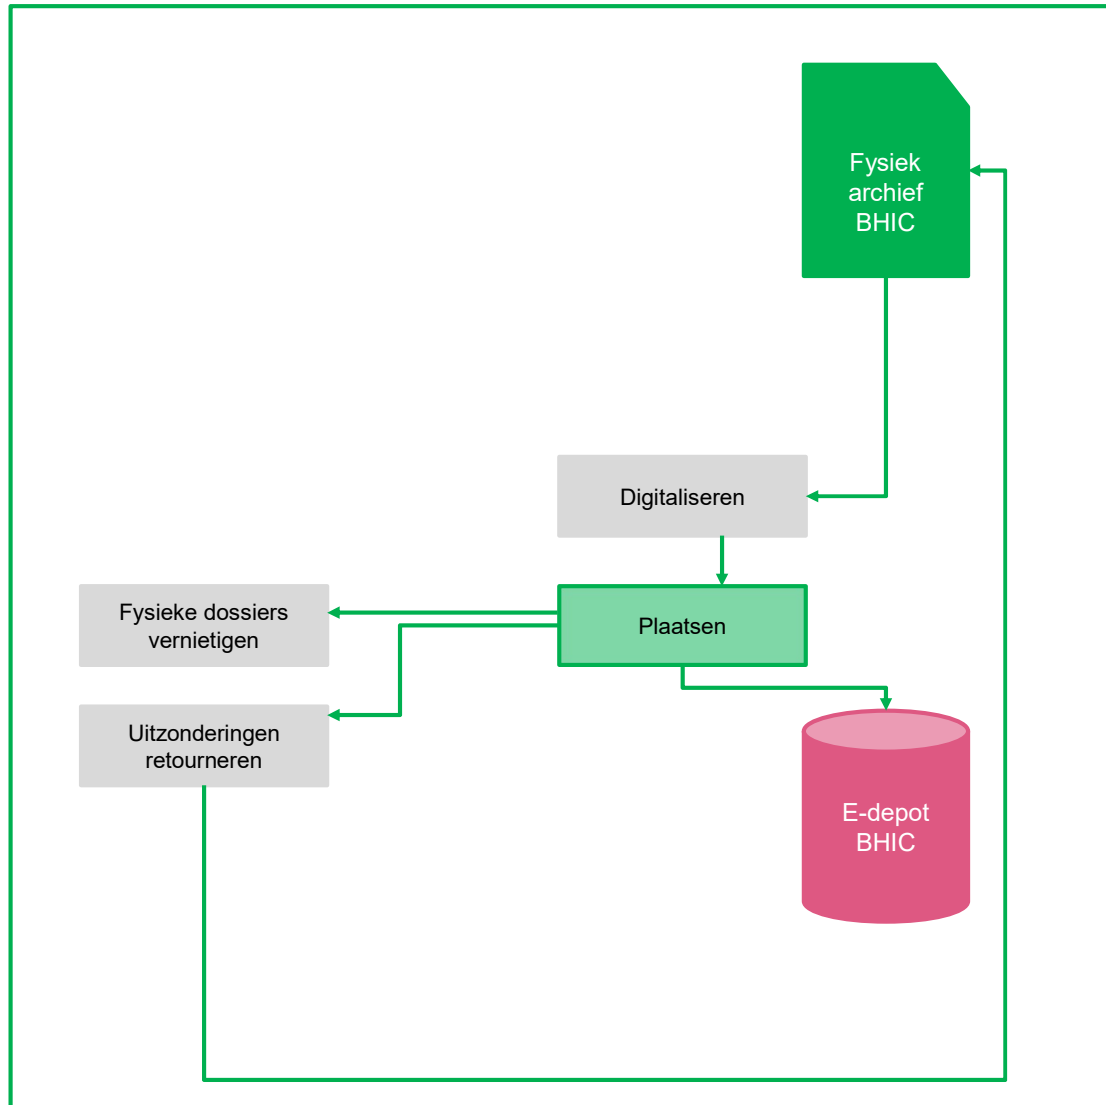 Fysiek
archief
BHIC
Digitaliseren
Fysieke dossiers
vernietigen
Plaatsen
Uitzonderingen
retourneren
E-depot
BHIC